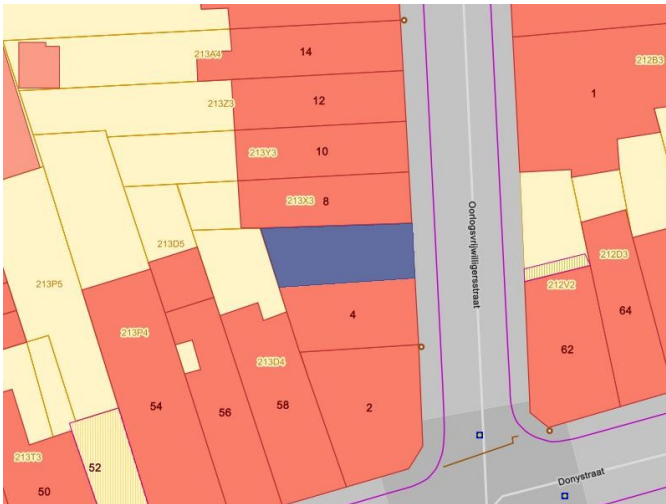 213A4
14
212B3
1
213Z3
12
213Y3
10
213X3
8
Oorlogsvrijwilligersstraat
213D5
213P5
212D3
212V2
64
4
213P4
213D4
62
54
56
58
2
213T3
52
50
Donystraat